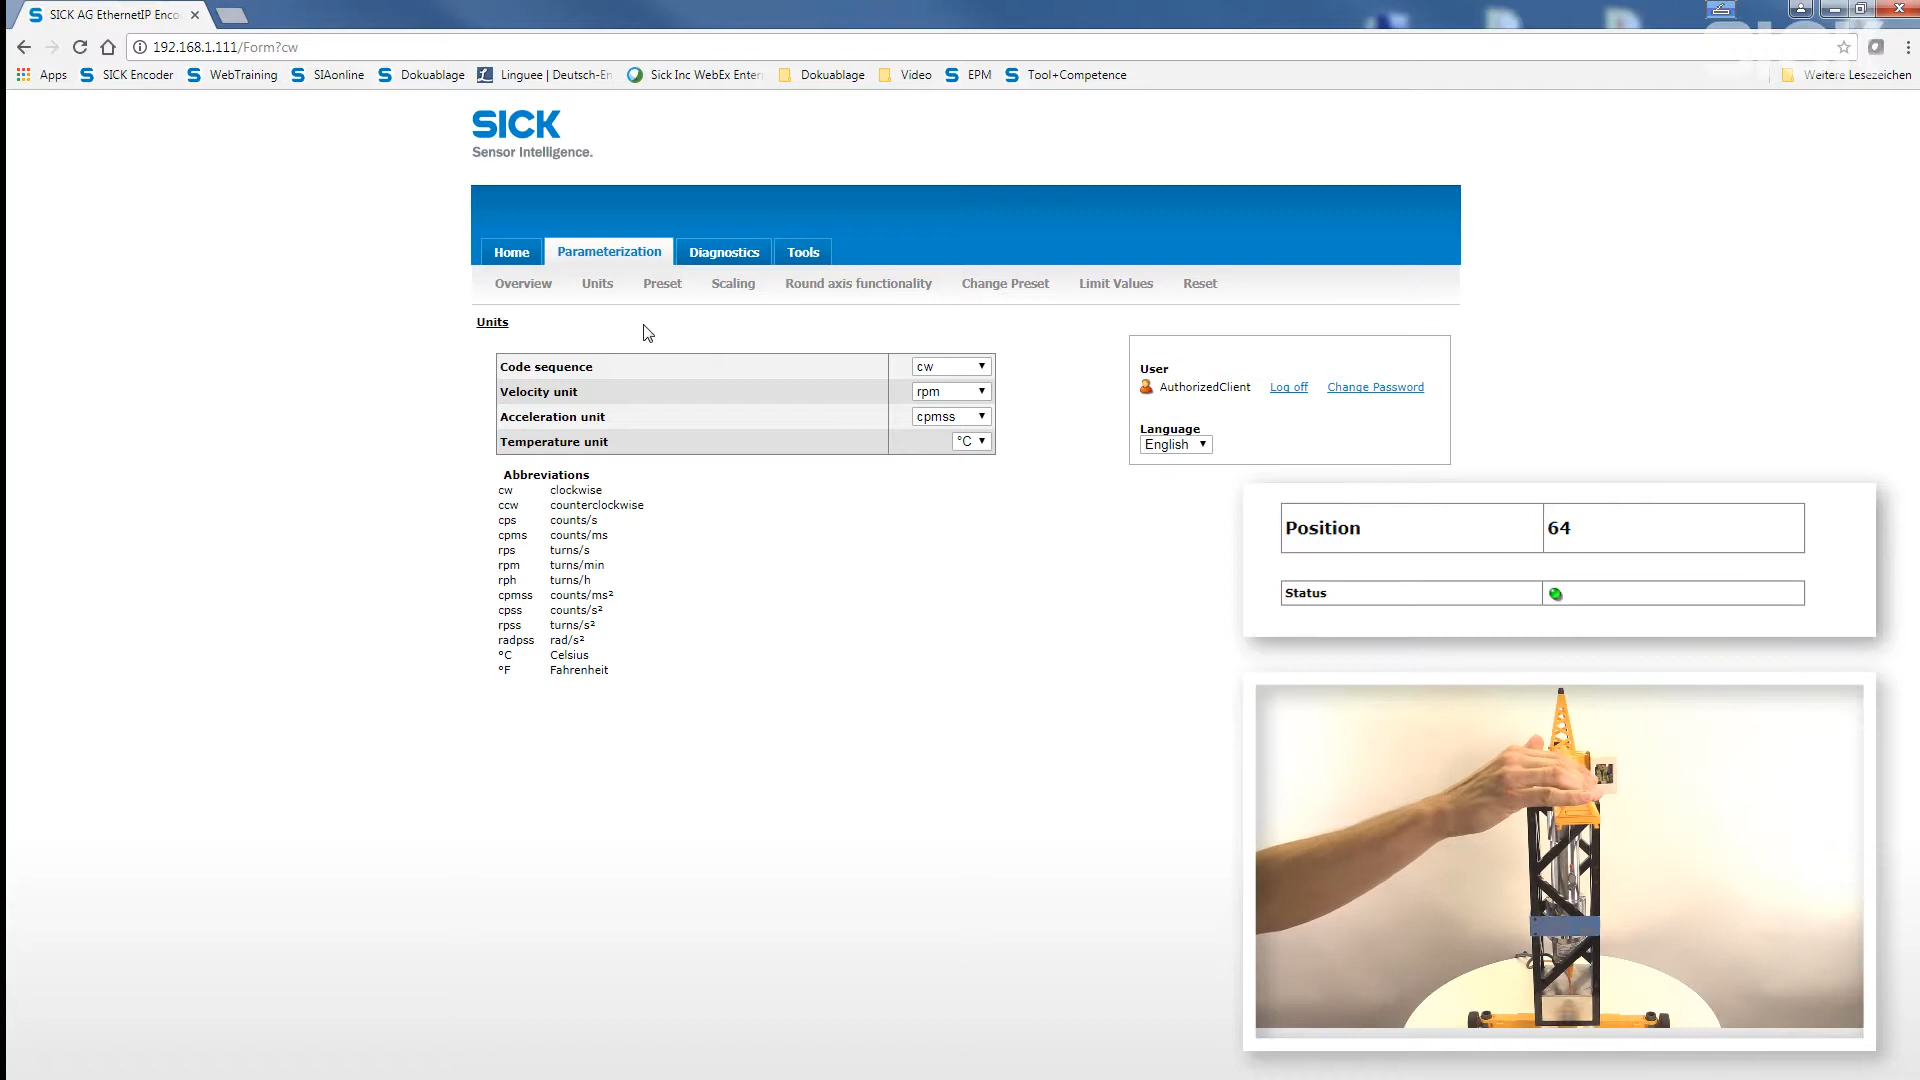 SICK AG EthernetIP Enco
192.168.1.111/Form?cw
Apps SICK Encoder WebTraining SIAonline Dokuablage Linguee | Deutsch-En Sick Inc WebEx Enter Dokuablage Video EPM Tool+Competence Weitere Lesezeichen
SICK
SICK
Sensor Intelligence.
Home Parameterization Diagnostics Tools
Overview Units Preset Scaling Round axis functionality Change Preset Limit Values Reset
Units
Code sequence cw
Velocity unit rpm
Acceleration unit cpmss
Temperature unit °C
User
AuthorizedClient Log off Change Password
Language
English
Abbreviations
cw clockwise
ccw counterclockwise
cps counts/s
cpms counts/ms
rps turns/s
rpm turns/min
rph turns/h
cpmss counts/ms²
cpss counts/s²
rpss turns/s²
radpss rad/s²
°C Celsius
°F Fahrenheit
Position 64
Status